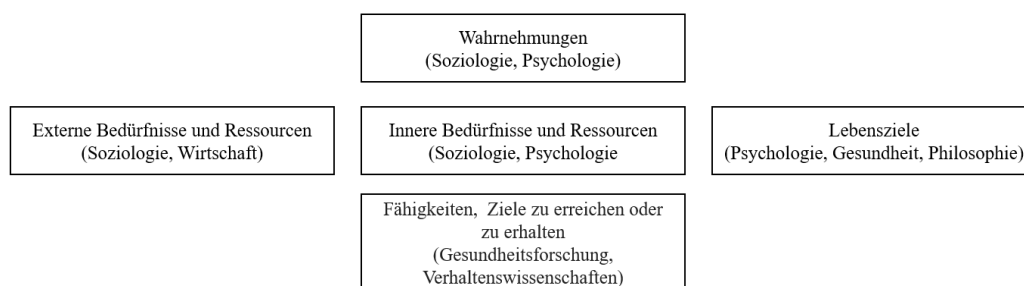 Wahrnehmungen
(Soziologie, Psychologie)
Externe Bedürfnisse und Ressourcen
(Soziologie, Wirtschaft)
Innere Bedürfnisse und Ressourcen
(Soziologie, Psychologie
Lebensziele
(Psychologie, Gesundheit, Philosophie)
Fähigkeiten,  Ziele zu erreichen oder
zu erhalten
(Gesundheitsforschung,
Verhaltenswissenschaften)